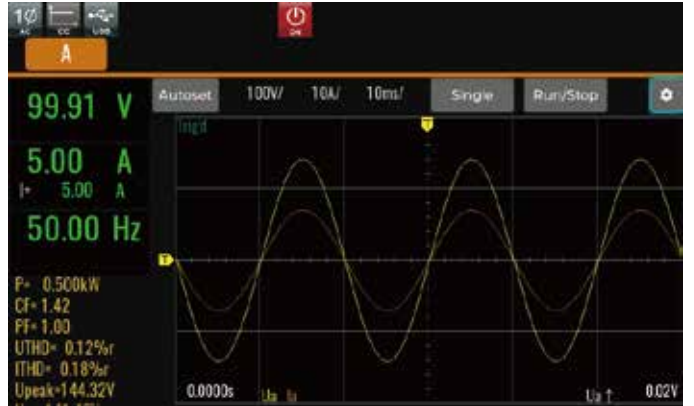 1Ø
AC
CC
USB
ON
A
99.91 V
5.00 A
I+ 5.00 A
50.00 Hz
P= 0.500kW
CF= 1.42
PF= 1.00
UTHD= 0.12%r
ITHD= 0.18%r
Upeak=144.32V
Autoset 100V/ 10A/ 10ms/ Single Run/Stop
Trig'd
T
T
0.0000s Ua Ia Ua ↑ 0.02V